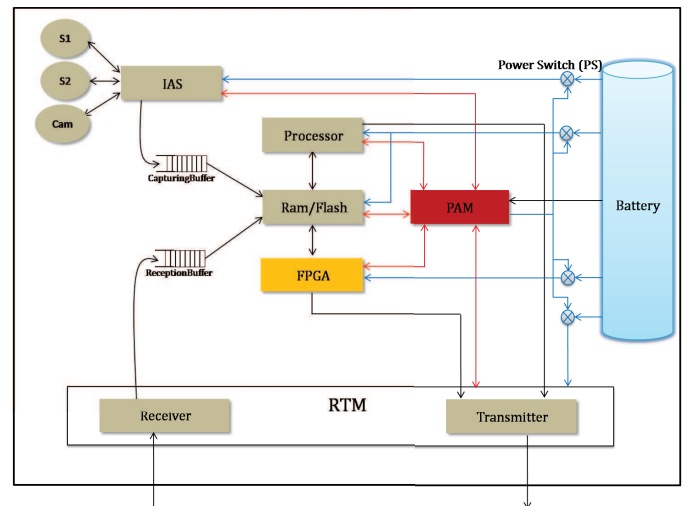 S1
Power Switch (PS)
S2
IAS
Cam
Processor
CapturingBuffer
Ram/Flash
PAM
Battery
ReceptionBuffer
FPGA
RTM
Receiver
Transmitter